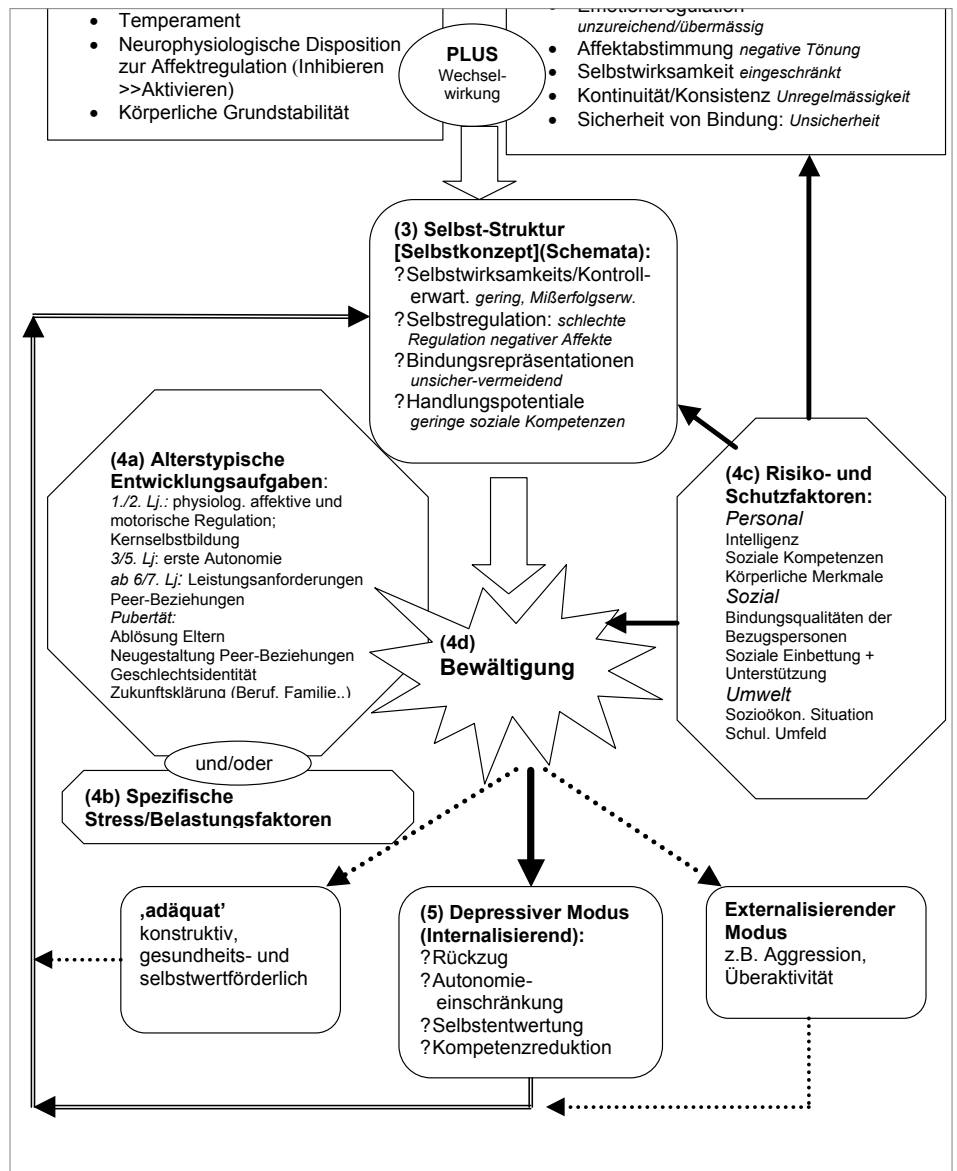 • Temperament
• Neurophysiologische Disposition
zur Affektregulation (Inhibieren
>>Aktivieren)
• Körperliche Grundstabilität
PLUS
Wechsel-
wirkung
• Emotionsregulation
unzureichend/übermässig
• Affektabstimmung negative Tönung
• Selbstwirksamkeit eingeschränkt
• Kontinuität/Konsistenz Unregelmässigkeit
• Sicherheit von Bindung: Unsicherheit
(3) Selbst-Struktur
[Selbstkonzept](Schemata):
?Selbstwirksamkeits/Kontroll-
erwart. gering, Mißerfolgserw.
?Selbstregulation: schlechte
Regulation negativer Affekte
?Bindungsrepräsentationen
unsicher-vermeidend
?Handlungspotentiale
geringe soziale Kompetenzen
(4a) Alterstypische
Entwicklungsaufgaben:
1./2. Lj.: physiolog. affektive und
motorische Regulation;
Kernselbstbildung
3/5. Lj: erste Autonomie
ab 6/7. Lj: Leistungsanforderungen
Peer-Beziehungen
Pubertät:
Ablösung Eltern
Neugestaltung Peer-Beziehungen
Geschlechtsidentität
Zukunftsklärung (Beruf. Familie..)
und/oder
(4b) Spezifische
Stress/Belastungsfaktoren
(4c) Risiko- und
Schutzfaktoren:
Personal
Intelligenz
Soziale Kompetenzen
Körperliche Merkmale
Sozial
Bindungsqualitäten der
Bezugspersonen
Soziale Einbettung +
Unterstützung
Umwelt
Sozioökon. Situation
Schul. Umfeld
(4d)
Bewältigung
‚adäquat’
konstruktiv,
gesundheits- und
selbstwertförderlich
(5) Depressiver Modus
(Internalisierend):
?Rückzug
?Autonomie-
einschränkung
?Selbstentwertung
?Kompetenzreduktion
Externalisierender
Modus
z.B. Aggression,
Überaktivität